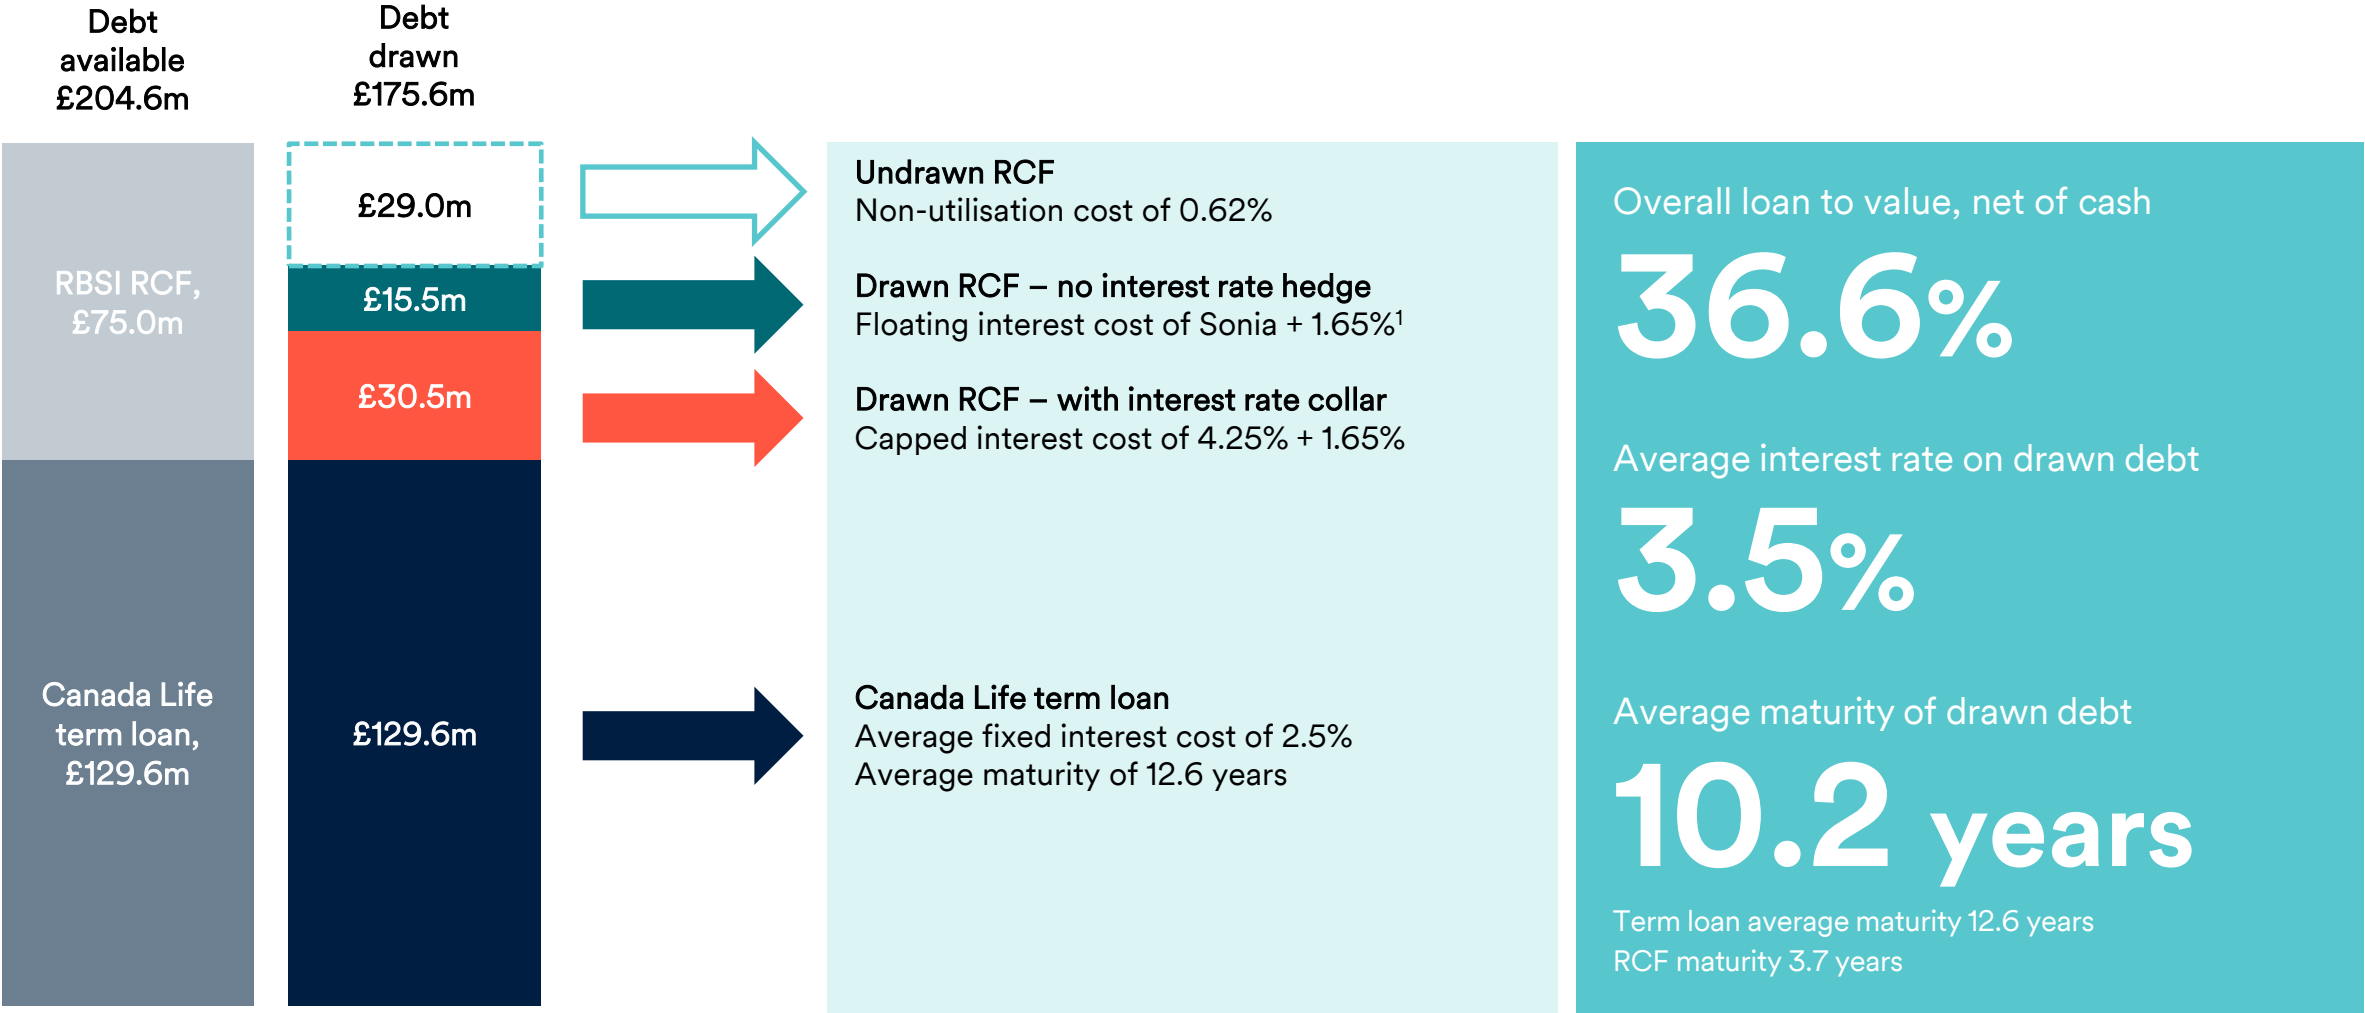 Debt
available
£204.6m
Debt
drawn
£175.6m
RBSI RCF,
£75.0m
Canada Life
term loan,
£129.6m
£29.0m
£15.5m
£30.5m
£129.6m
Undrawn RCF
Non-utilisation cost of 0.62%
Drawn RCF – no interest rate hedge
Floating interest cost of Sonia + 1.65%¹
Drawn RCF – with interest rate collar
Capped interest cost of 4.25% + 1.65%
Canada Life term loan
Average fixed interest cost of 2.5%
Average maturity of 12.6 years
Overall loan to value, net of cash
36.6%
Average interest rate on drawn debt
3.5%
Average maturity of drawn debt
10.2 years
Term loan average maturity 12.6 years
RCF maturity 3.7 years